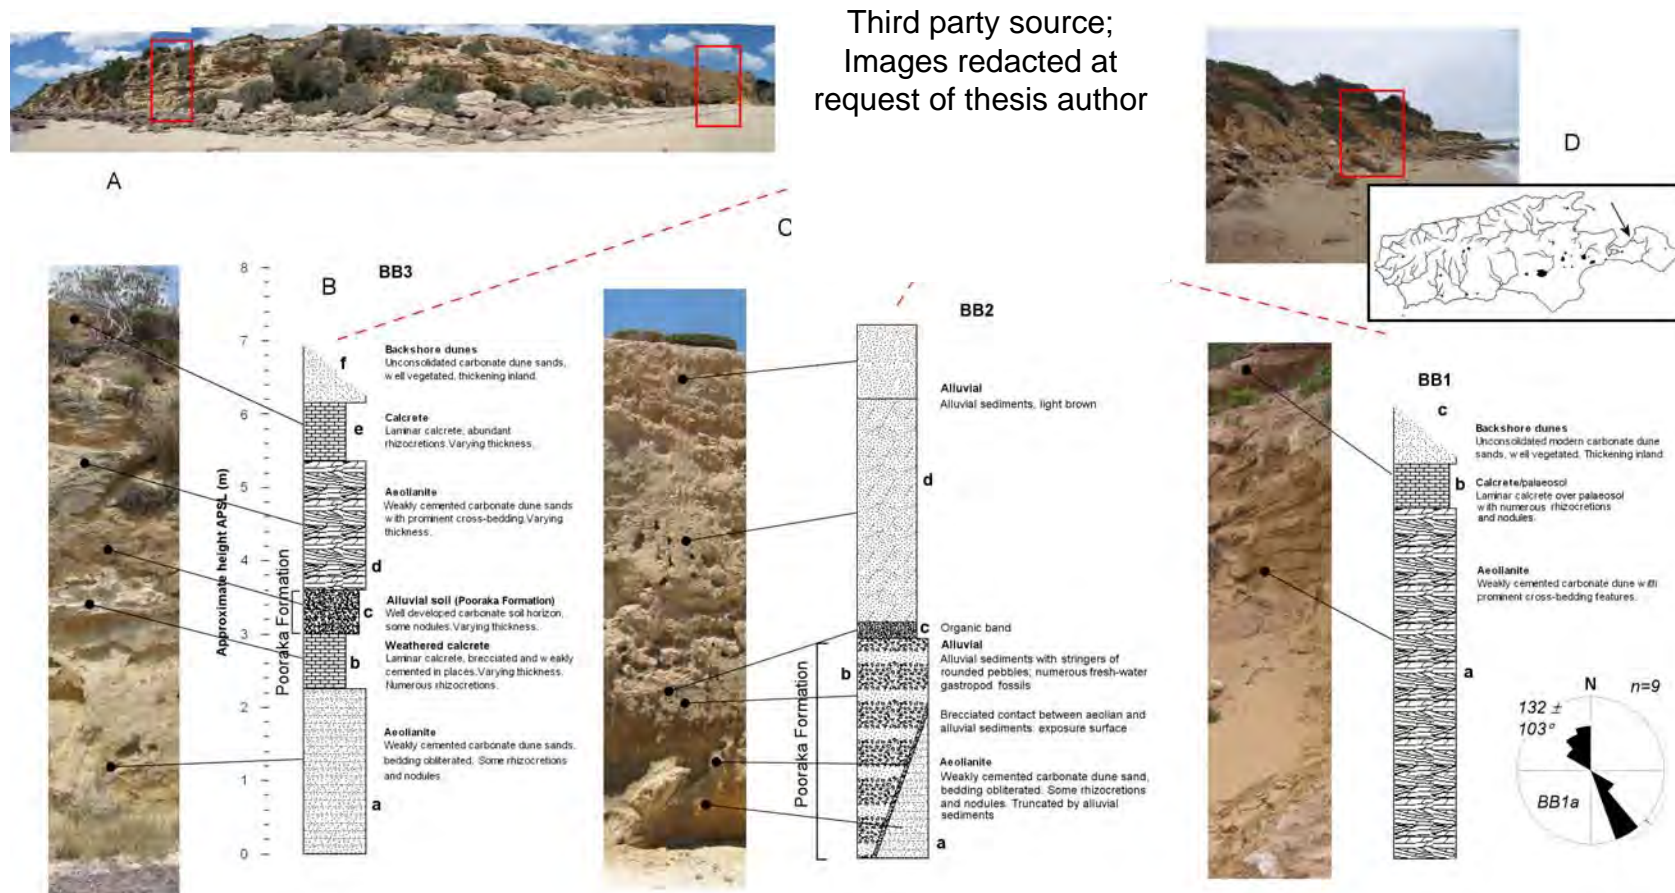 Third party source;
Images redacted at
request of thesis author
A
D
C
B
BB3
8
7
6
5
4
3
2
1
0
Approximate height APSL (m)
Pooraka Formation
f
Backshore dunes
Unconsolidated carbonate dune sands,
well vegetated, thickening inland.
e
Calcrete
Laminar calcrete, abundant
rhizocretions. Varying thickness.
d
Aeolianite
Weakly cemented carbonate dune sands
with prominent cross-bedding. Varying
thickness.
c
Alluvial soil (Pooraka Formation)
Well developed carbonate soil horizon,
some nodules. Varying thickness.
b
Weathered calcrete
Laminar calcrete, brecciated and weakly
cemented in places. Varying thickness.
Numerous rhizocretions.
a
Aeolianite
Weakly cemented carbonate dune sands,
bedding obliterated. Some rhizocretions
and nodules.
BB2
Alluvial
Alluvial sediments, light brown
d
c
Organic band
Pooraka Formation
b
Alluvial
Alluvial sediments with stringers of
rounded pebbles; numerous fresh-water
gastropod fossils
Brecciated contact between aeolian and
alluvial sediments: exposure surface
Aeolianite
Weakly cemented carbonate dune sand,
bedding obliterated. Some rhizocretions
and nodules. Truncated by alluvial
sediments
a
BB1
c
Backshore dunes
Unconsolidated modern carbonate dune
sands, well vegetated. Thickening inland.
b
Calcrete/palaeosol
Laminar calcrete over palaeosol
with numerous rhizocretions
and nodules.
Aeolianite
Weakly cemented carbonate dune with
prominent cross-bedding features.
a
N
n=9
132 ±
103°
BB1a